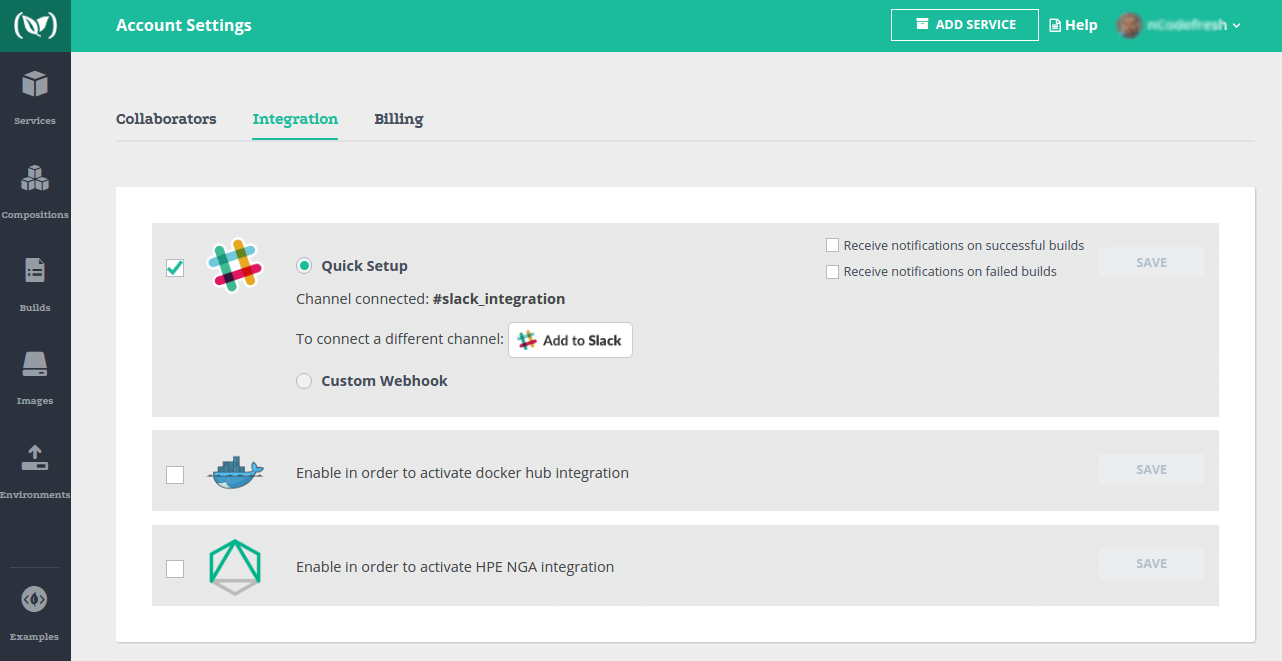 Account Settings
ADD SERVICE
Help
Services
Compositions
Builds
Images
Environments
Examples
Collaborators
Integration
Billing
Quick Setup
Channel connected: #slack_integration
To connect a different channel:
Add to Slack
Custom Webhook
Receive notifications on successful builds
Receive notifications on failed builds
SAVE
Enable in order to activate docker hub integration
SAVE
Enable in order to activate HPE NGA integration
SAVE